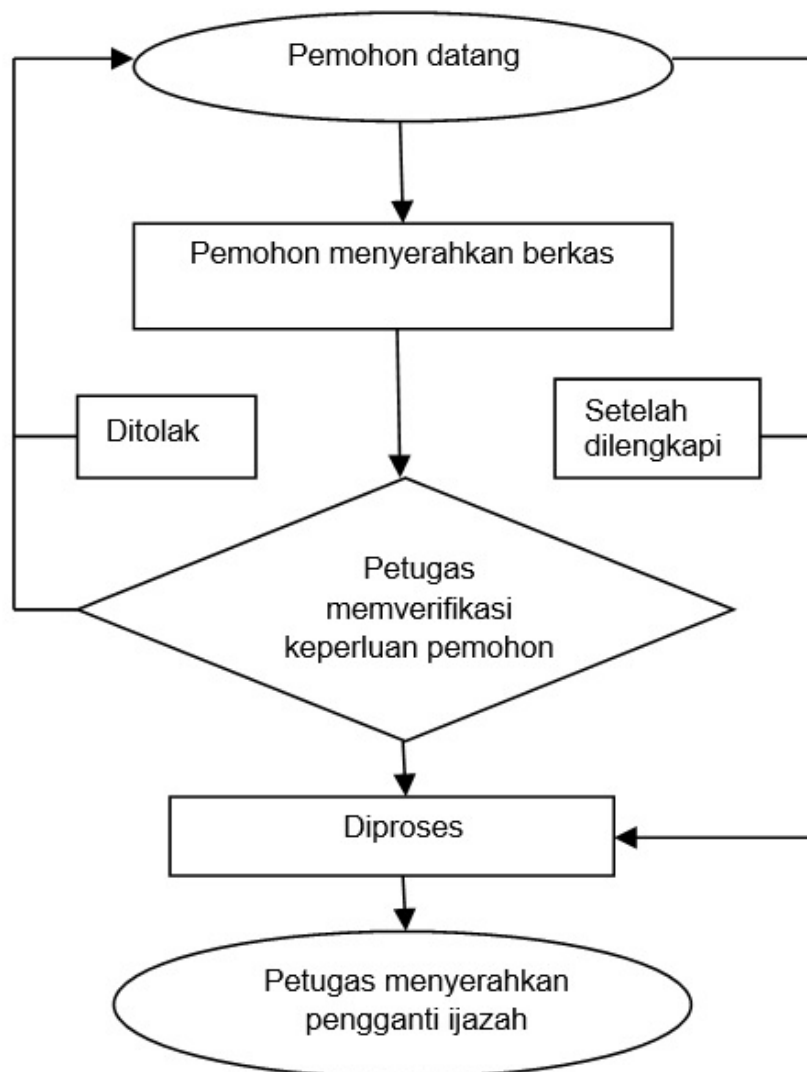 Pemohon datang
Pemohon menyerahkan berkas
Ditolak
Setelah
dilengkapi
Petugas
memverifikasi
keperluan pemohon
Diproses
Petugas menyerahkan
pengganti ijazah